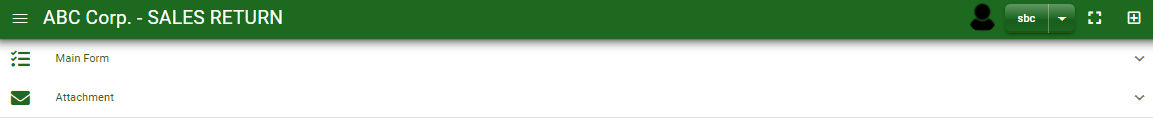 ABC Corp. - SALES RETURN
sbc
Main Form
Attachment